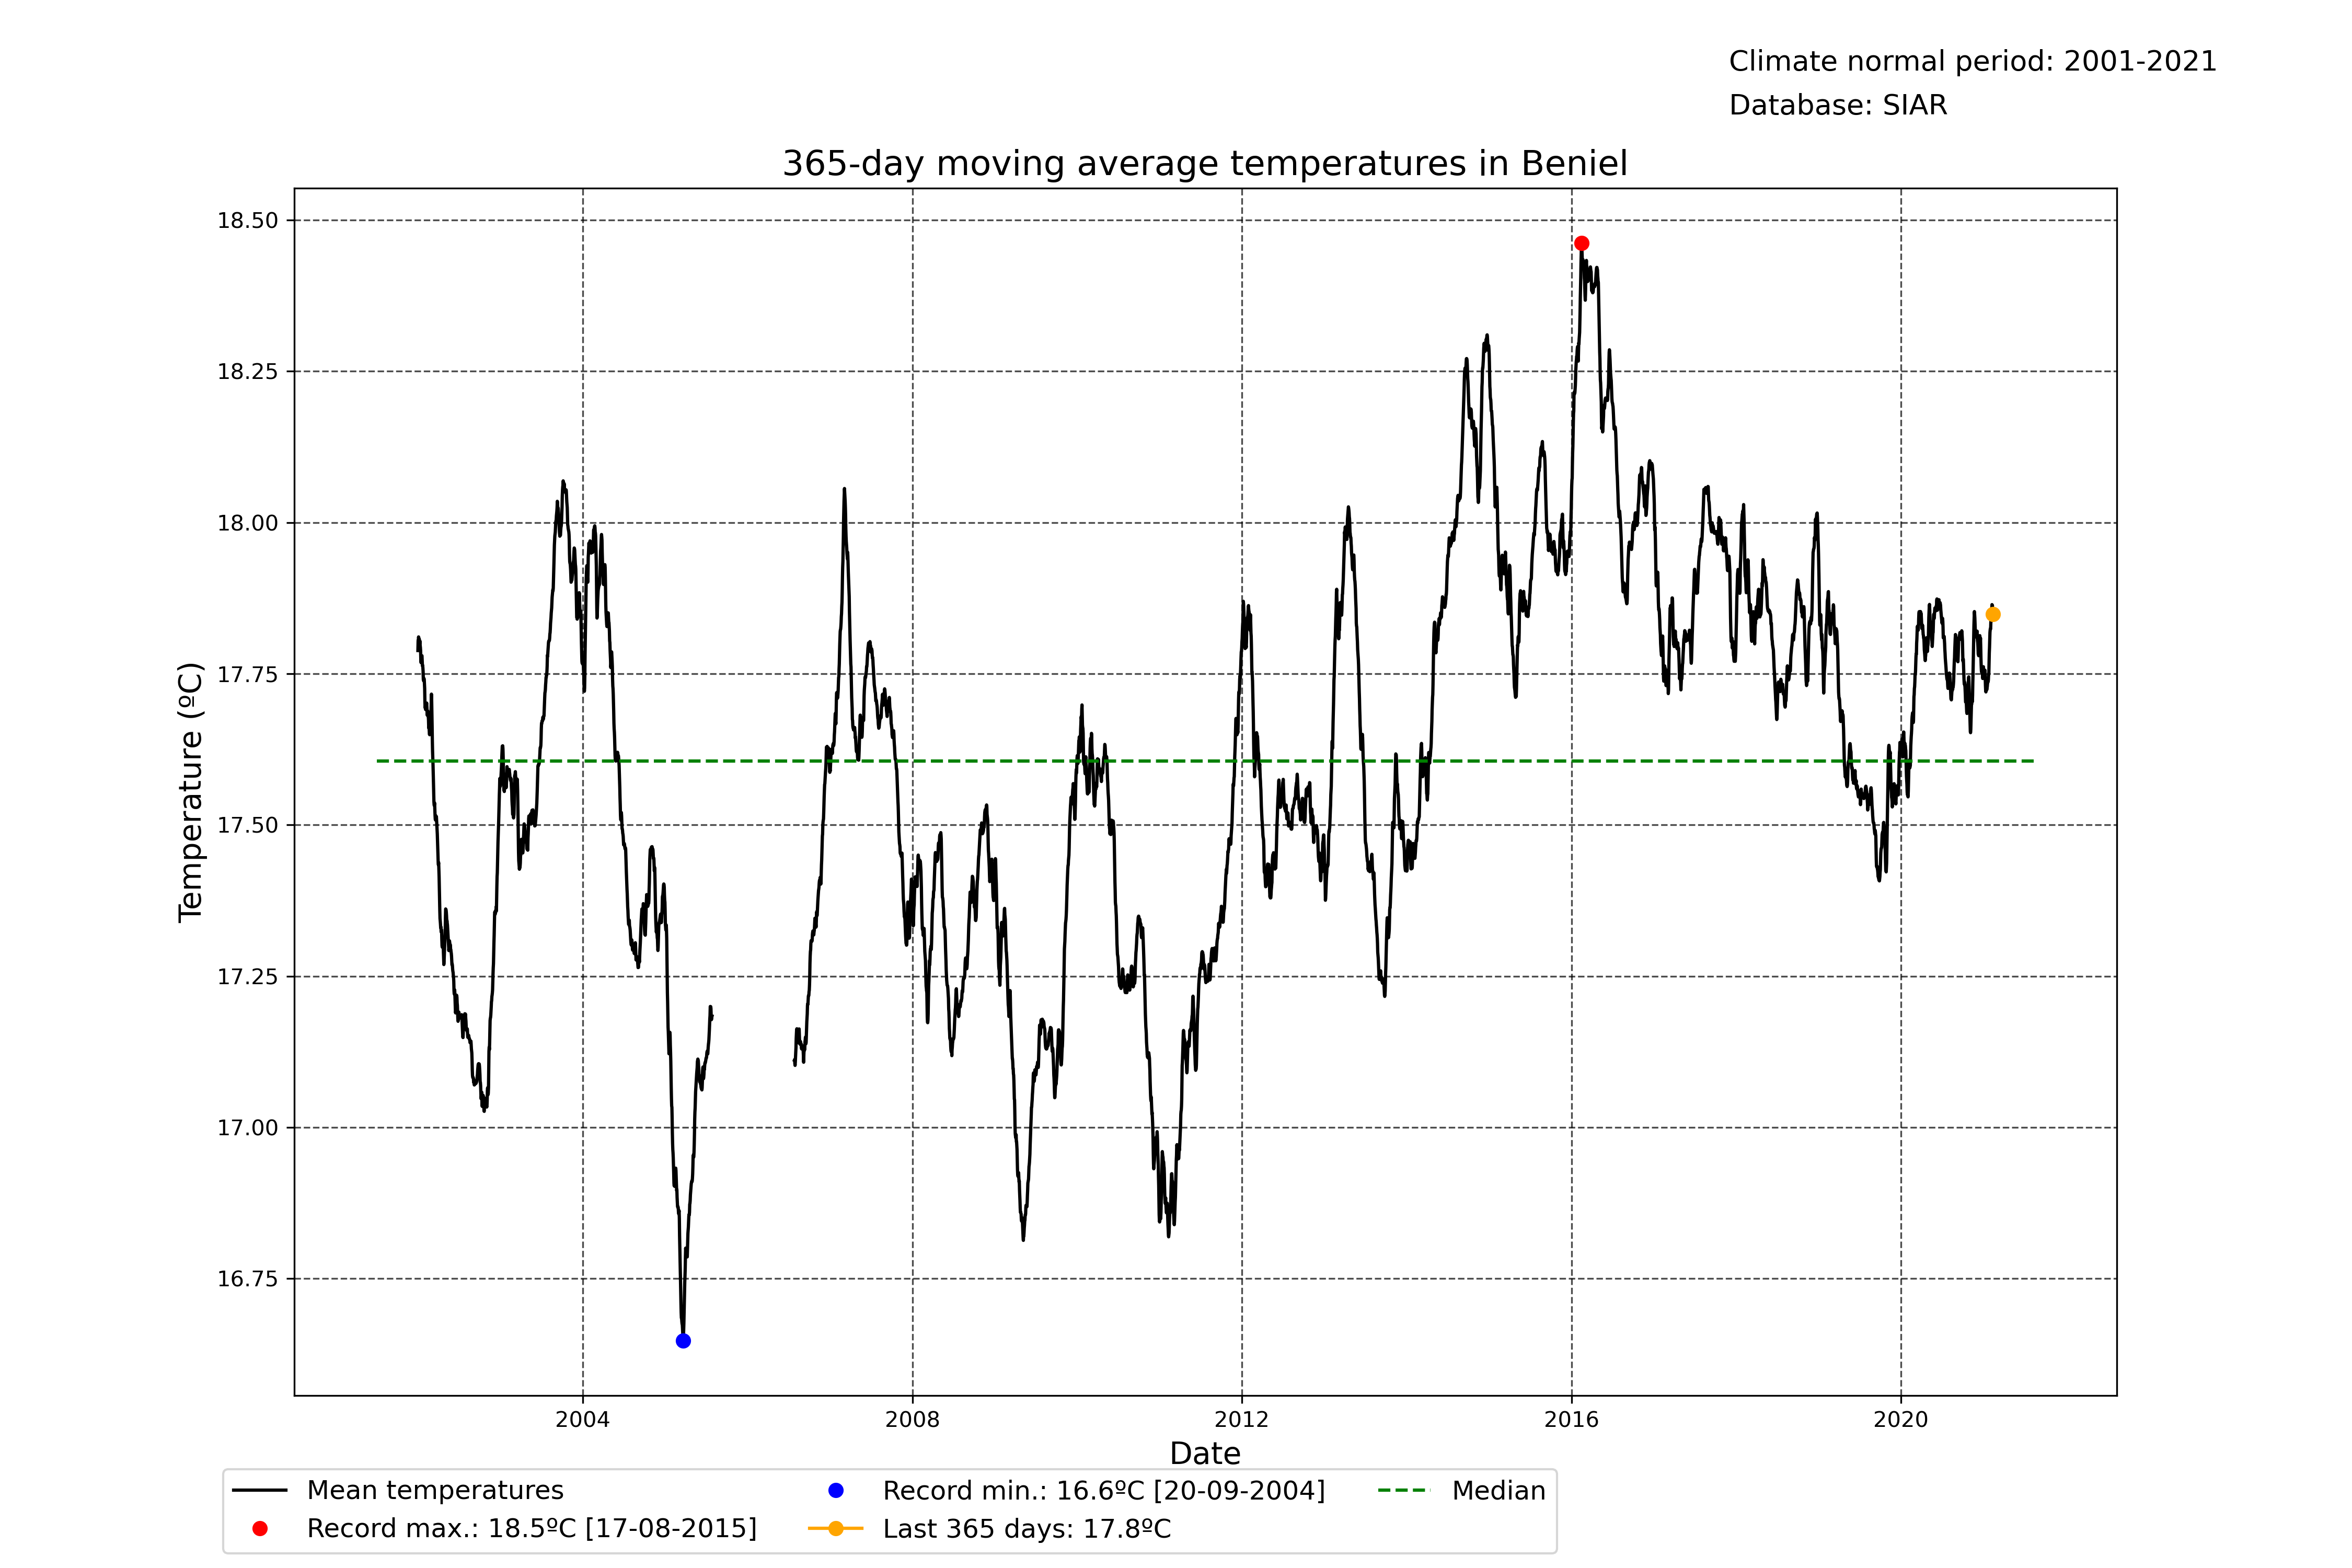 Climate normal period: 2001-2021
Database: SIAR
365-day moving average temperatures in Beniel
18.50
18.25
18.00
17.75
17.50
17.25
17.00
16.75
Temperature (ºC)
2004 2008 2012 2016 2020
Date
Mean temperatures Record min.: 16.6ºC [20-09-2004] Median
Record max.: 18.5ºC [17-08-2015] Last 365 days: 17.8ºC